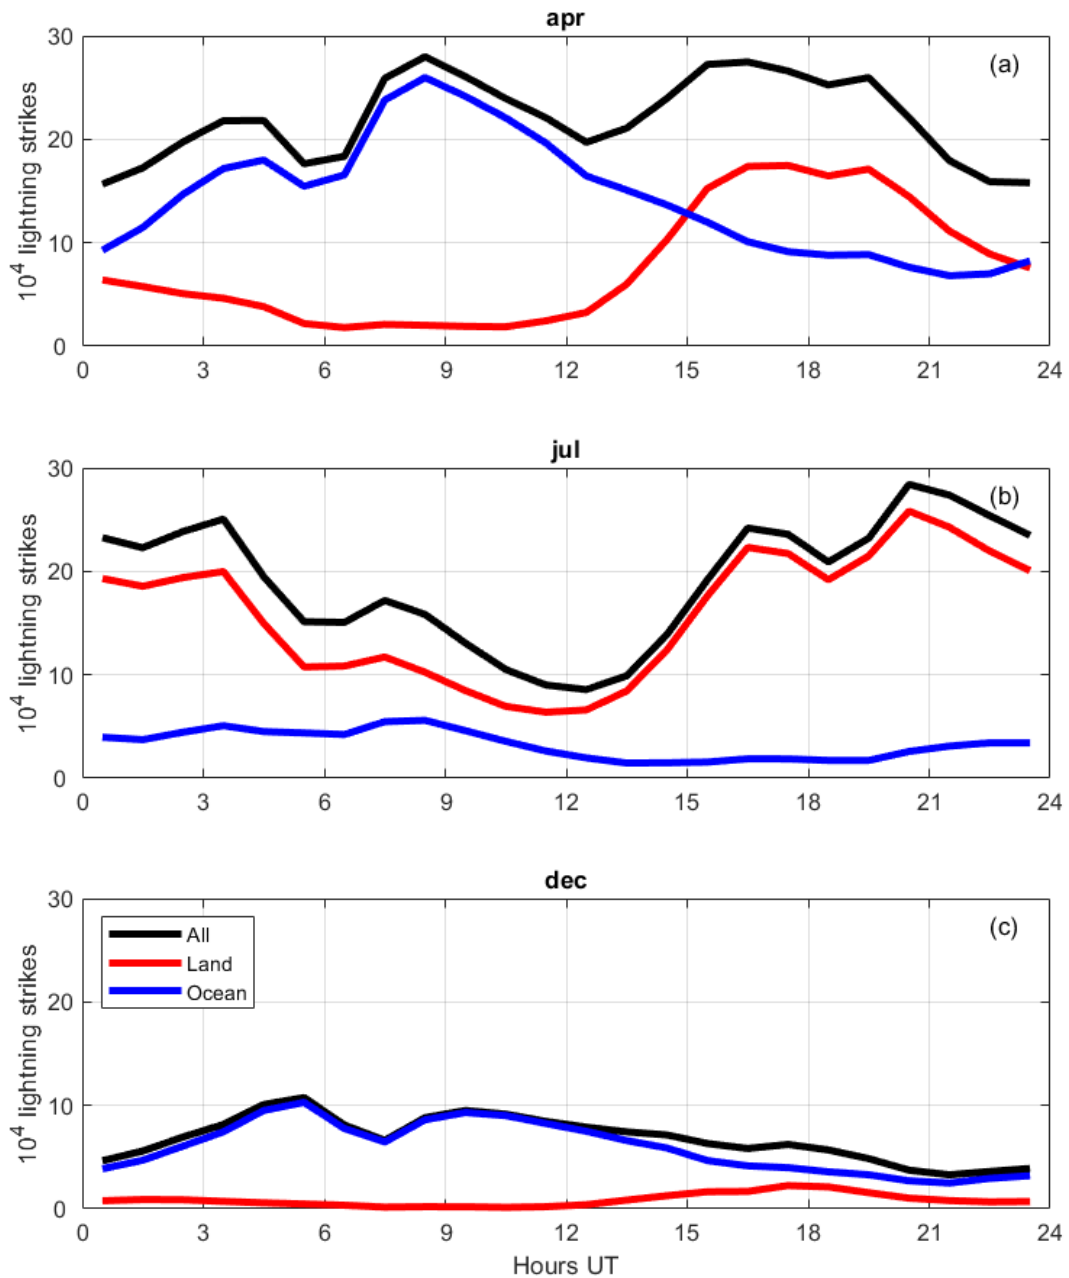 apr
(a)
30
20
10
0
10⁴ lightning strikes
0 3 6 9 12 15 18 21 24
jul
(b)
30
20
10
0
10⁴ lightning strikes
0 3 6 9 12 15 18 21 24
dec
(c)
30
20
10
0
10⁴ lightning strikes
All
Land
Ocean
0 3 6 9 12 15 18 21 24
Hours UT